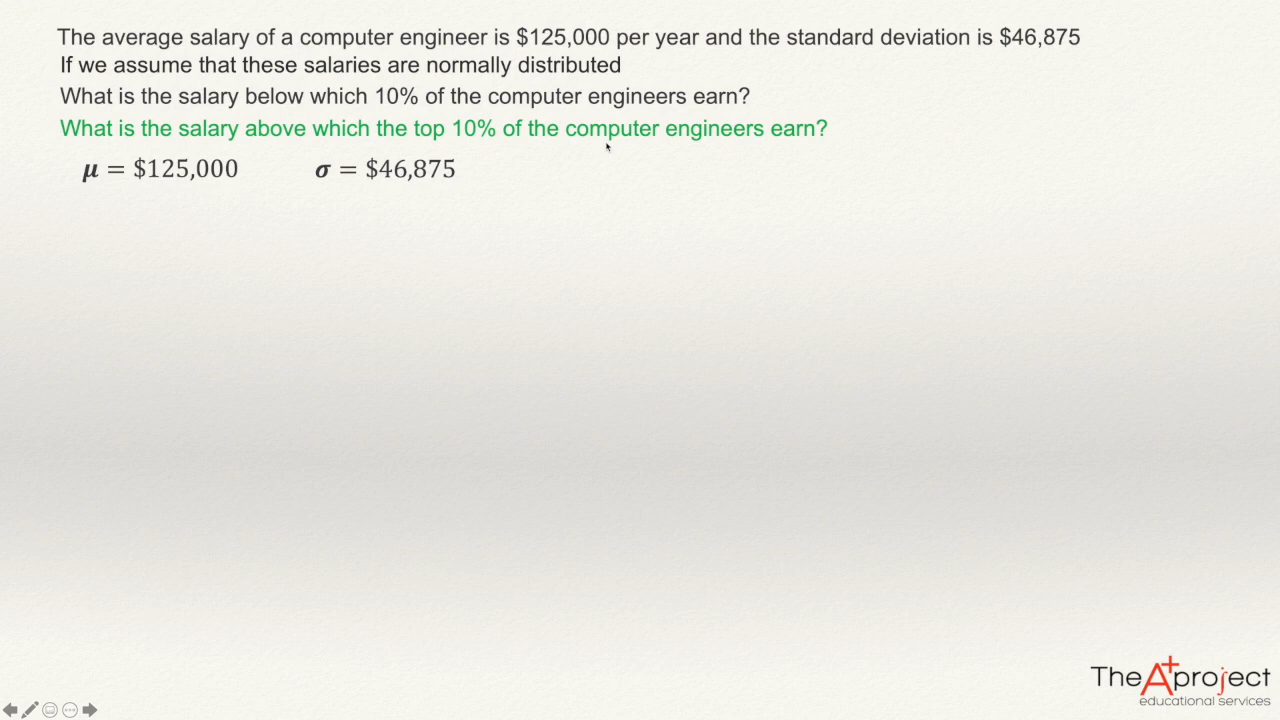 The average salary of a computer engineer is $125,000 per year and the standard deviation is $46,875
If we assume that these salaries are normally distributed
What is the salary below which 10% of the computer engineers earn?
What is the salary above which the top 10% of the computer engineers earn?
μ = $125,000 σ = $46,875
The A+ project
educational services